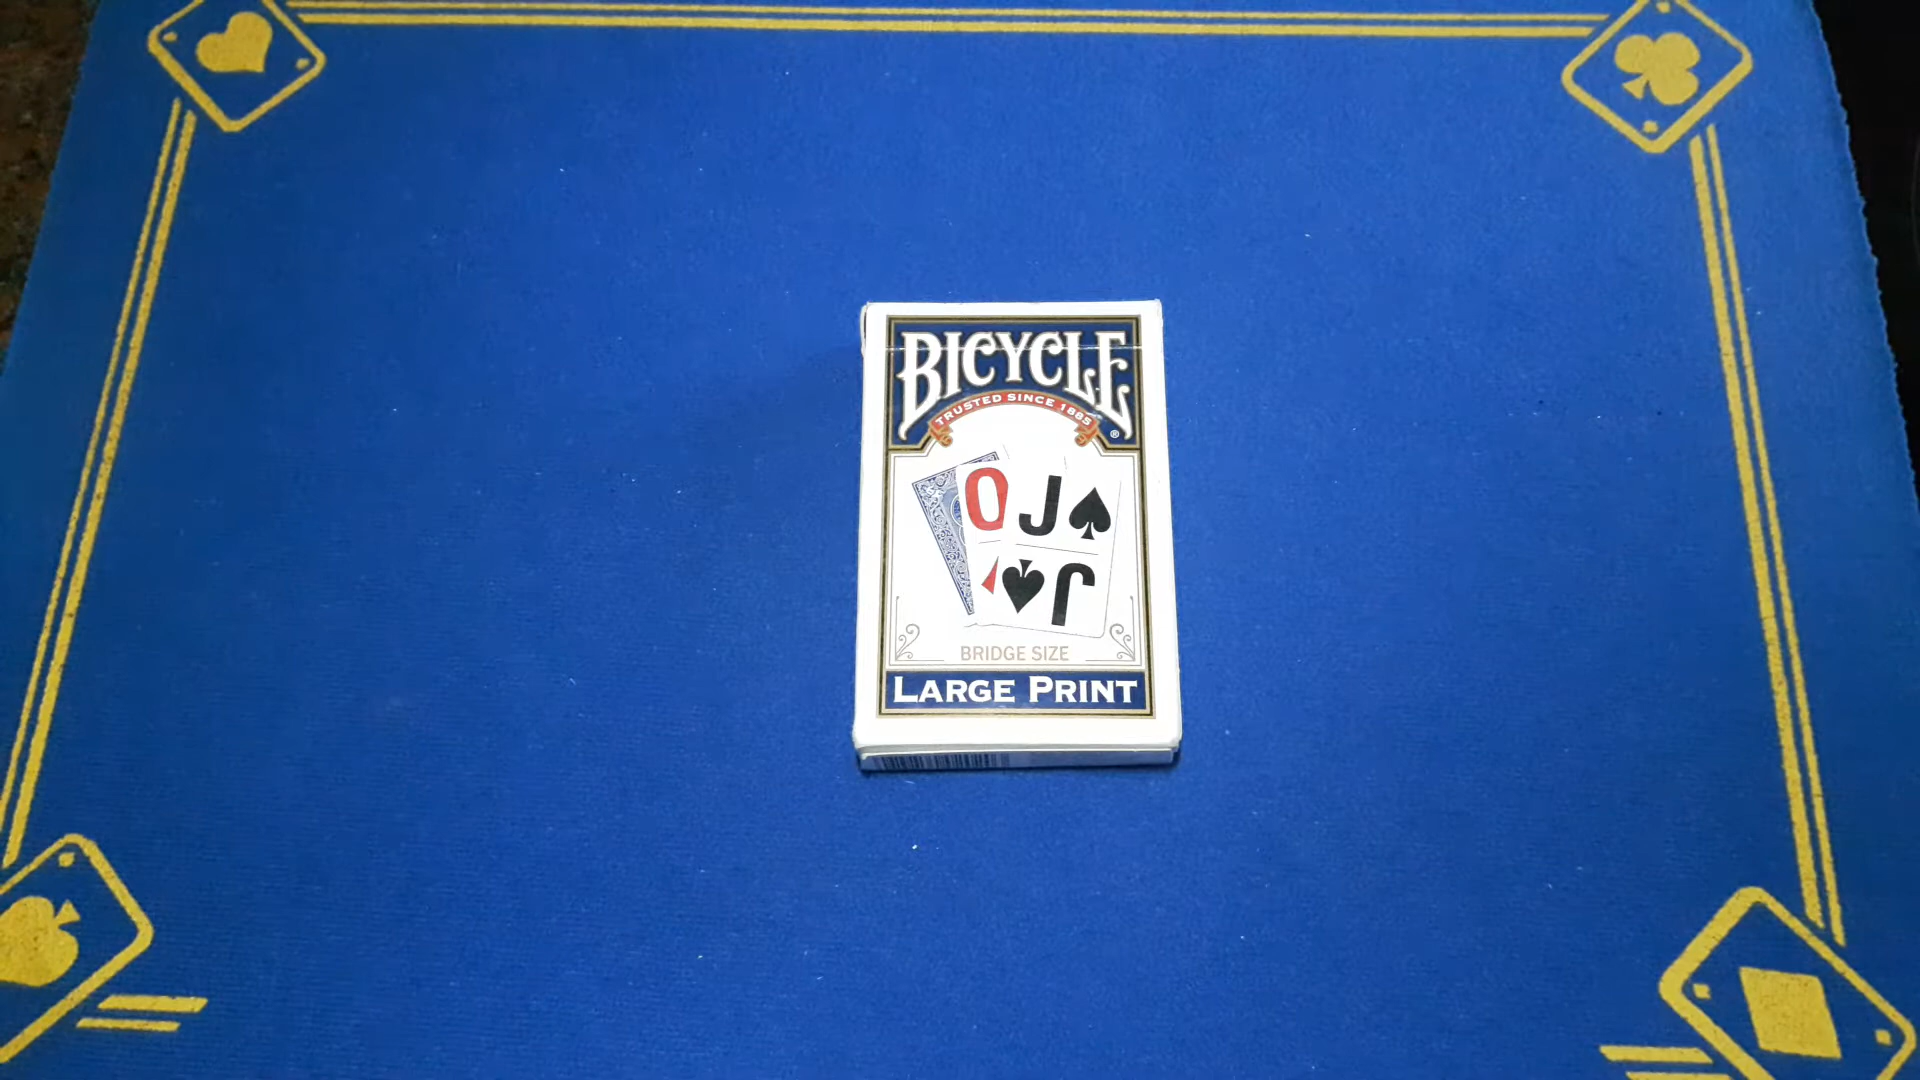 BICYCLE
TRUSTED SINCE 1885
®
Q J
J
BRIDGE SIZE
LARGE PRINT